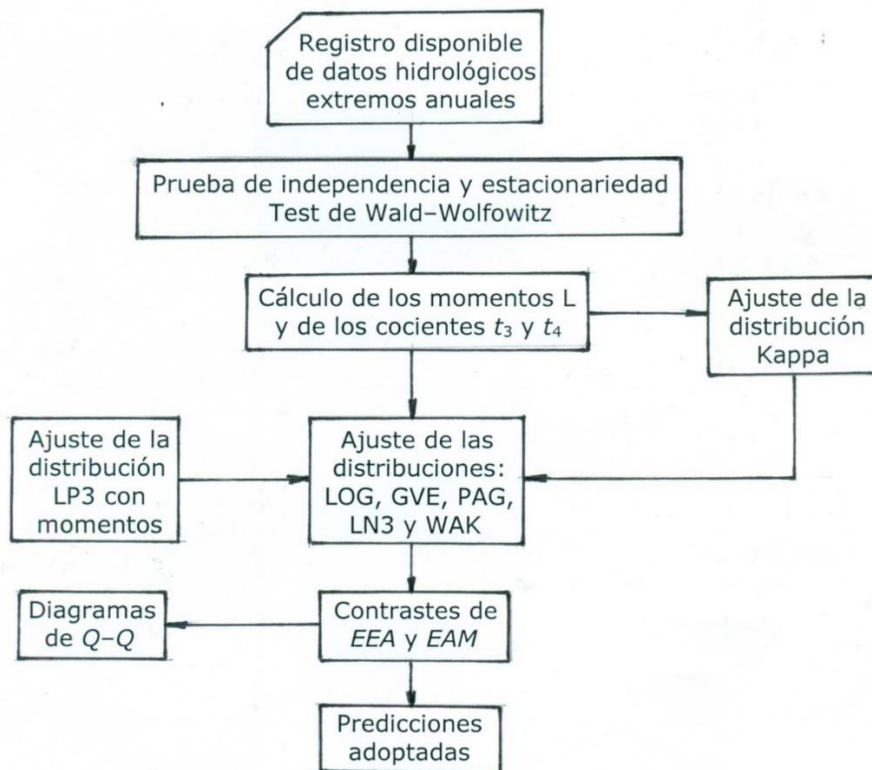 Registro disponible
de datos hidrológicos
extremos anuales
Prueba de independencia y estacionariedad
Test de Wald–Wolfowitz
Cálculo de los momentos L
y de los cocientes t₃ y t₄
Ajuste de la
distribución
Kappa
Ajuste de la
distribución
LP3 con
momentos
Ajuste de las
distribuciones:
LOG, GVE, PAG,
LN3 y WAK
Diagramas
de Q–Q
Contrastes de
EEA y EAM
Predicciones
adoptadas